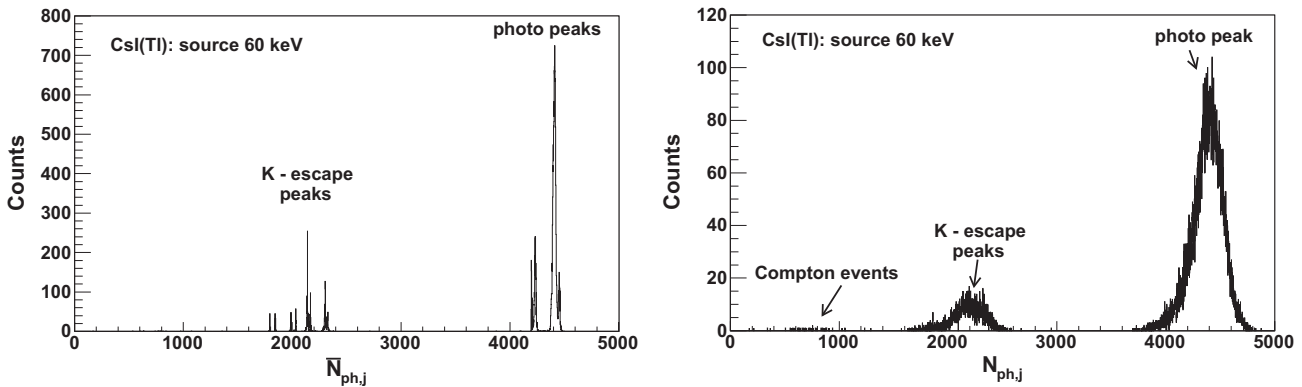 800
700
600
500
400
300
200
100
0
Counts
CsI(Tl): source 60 keV
photo peaks
K - escape
peaks
0 1000 2000 3000 4000 5000
N̅ph,j
120
100
80
60
40
20
0
Counts
CsI(Tl): source 60 keV
photo peak
K - escape
peaks
Compton events
0 1000 2000 3000 4000 5000
Nph,j